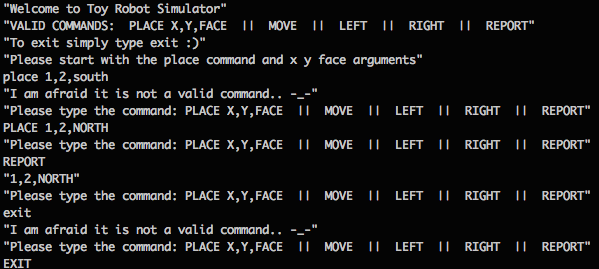 "Welcome to Toy Robot Simulator"
"VALID COMMANDS:  PLACE X,Y,FACE  ||  MOVE  ||  LEFT  ||  RIGHT  ||  REPORT"
"To exit simply type exit :)"
"Please start with the place command and x y face arguments"
place 1,2,south
"I am afraid it is not a valid command.. -_-"
"Please type the command: PLACE X,Y,FACE  ||  MOVE  ||  LEFT  ||  RIGHT  ||  REPORT"
PLACE 1,2,NORTH
"Please type the command: PLACE X,Y,FACE  ||  MOVE  ||  LEFT  ||  RIGHT  ||  REPORT"
REPORT
"1,2,NORTH"
"Please type the command: PLACE X,Y,FACE  ||  MOVE  ||  LEFT  ||  RIGHT  ||  REPORT"
exit
"I am afraid it is not a valid command.. -_-"
"Please type the command: PLACE X,Y,FACE  ||  MOVE  ||  LEFT  ||  RIGHT  ||  REPORT"
EXIT